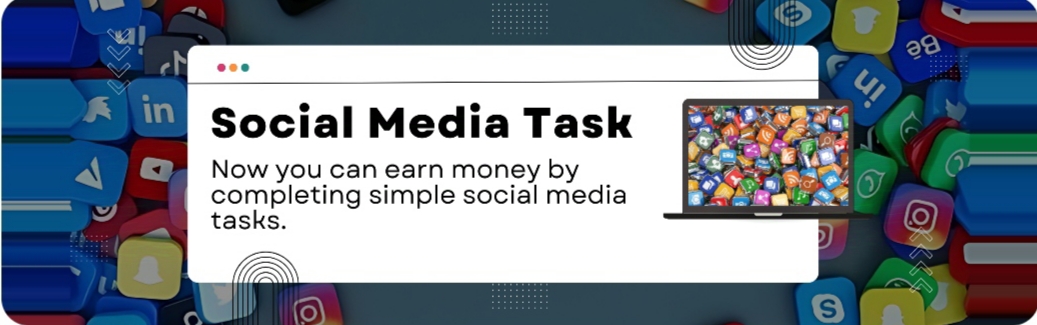 Social Media Task
Now you can earn money by
completing simple social media
tasks.